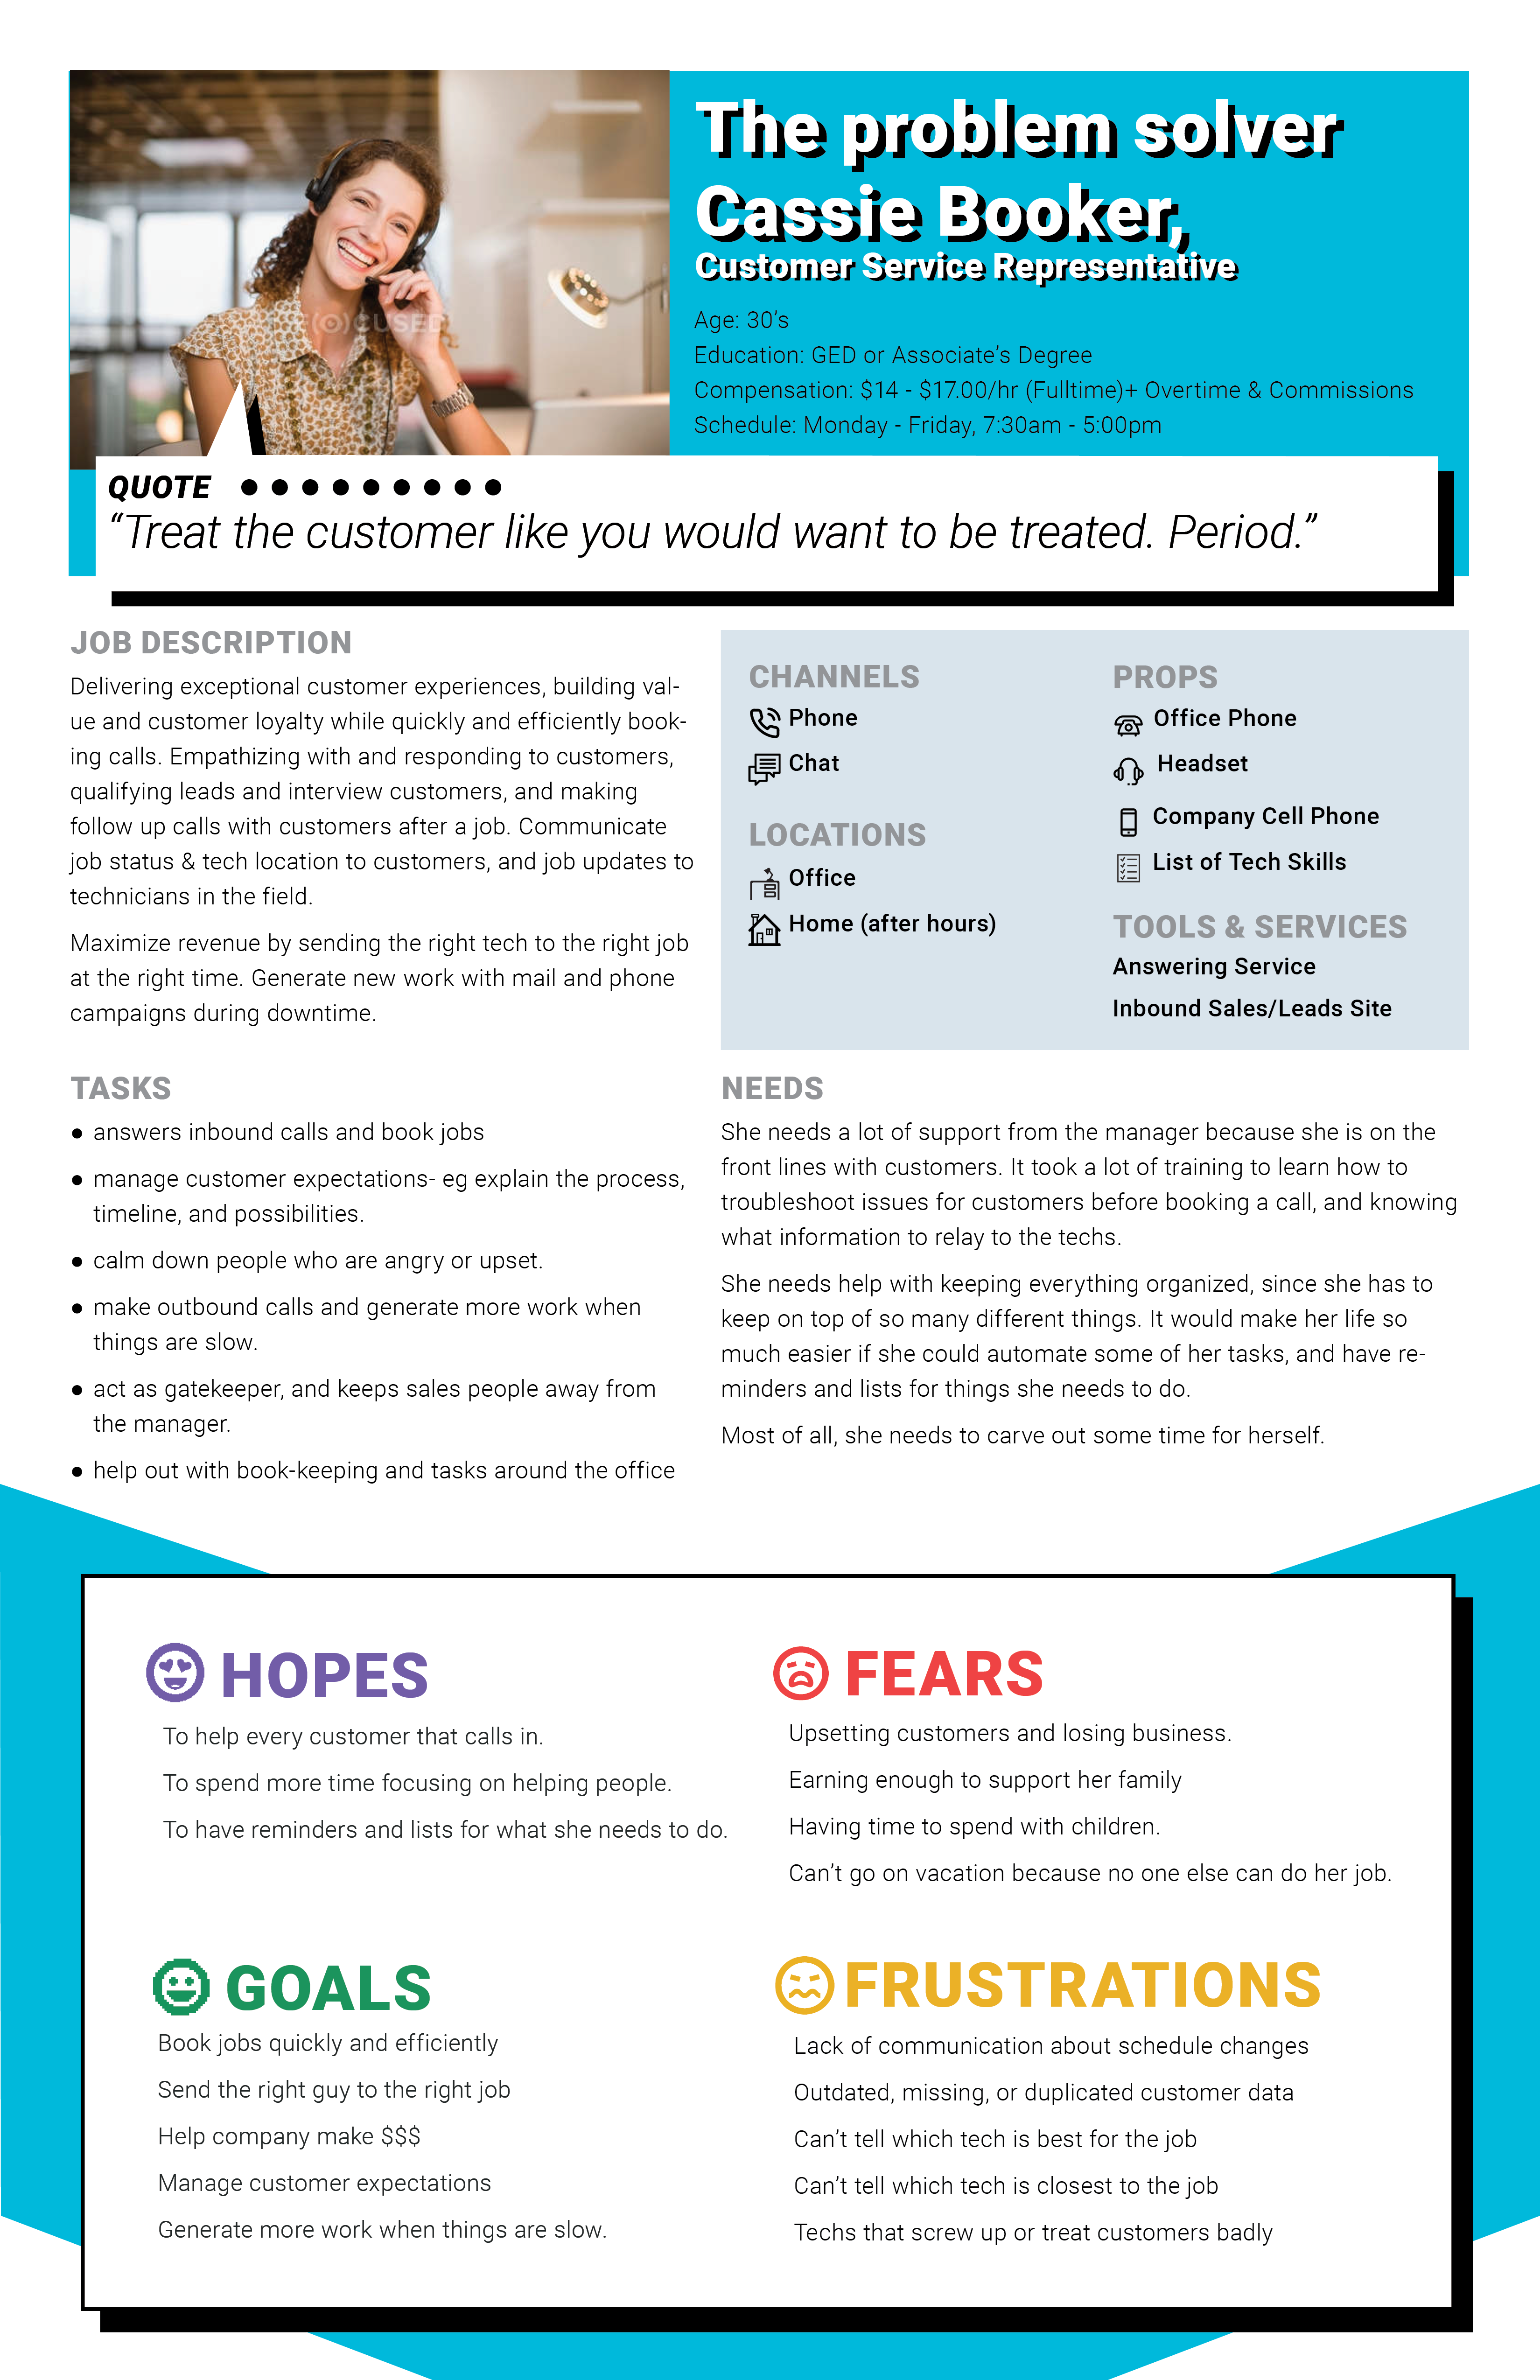 The problem solver
Cassie Booker,
Customer Service Representative
Age: 30’s
Education: GED or Associate’s Degree
Compensation: $14 - $17.00/hr (Fulltime)+ Overtime & Commissions
Schedule: Monday - Friday, 7:30am - 5:00pm
QUOTE
“Treat the customer like you would want to be treated. Period.”
JOB DESCRIPTION
Delivering exceptional customer experiences, building val-
ue and customer loyalty while quickly and efficiently book-
ing calls. Empathizing with and responding to customers,
qualifying leads and interview customers, and making
follow up calls with customers after a job. Communicate
job status & tech location to customers, and job updates to
technicians in the field.
Maximize revenue by sending the right tech to the right job
at the right time. Generate new work with mail and phone
campaigns during downtime.
CHANNELS
Phone
Chat
LOCATIONS
Office
Home (after hours)
PROPS
Office Phone
Headset
Company Cell Phone
List of Tech Skills
TOOLS & SERVICES
Answering Service
Inbound Sales/Leads Site
TASKS
● answers inbound calls and book jobs
● manage customer expectations- eg explain the process,
timeline, and possibilities.
● calm down people who are angry or upset.
● make outbound calls and generate more work when
things are slow.
● act as gatekeeper, and keeps sales people away from
the manager.
● help out with book-keeping and tasks around the office
NEEDS
She needs a lot of support from the manager because she is on the
front lines with customers. It took a lot of training to learn how to
troubleshoot issues for customers before booking a call, and knowing
what information to relay to the techs.
She needs help with keeping everything organized, since she has to
keep on top of so many different things. It would make her life so
much easier if she could automate some of her tasks, and have re-
minders and lists for things she needs to do.
Most of all, she needs to carve out some time for herself.
HOPES
To help every customer that calls in.
To spend more time focusing on helping people.
To have reminders and lists for what she needs to do.
FEARS
Upsetting customers and losing business.
Earning enough to support her family
Having time to spend with children.
Can’t go on vacation because no one else can do her job.
GOALS
Book jobs quickly and efficiently
Send the right guy to the right job
Help company make $$$
Manage customer expectations
Generate more work when things are slow.
FRUSTRATIONS
Lack of communication about schedule changes
Outdated, missing, or duplicated customer data
Can’t tell which tech is best for the job
Can’t tell which tech is closest to the job
Techs that screw up or treat customers badly